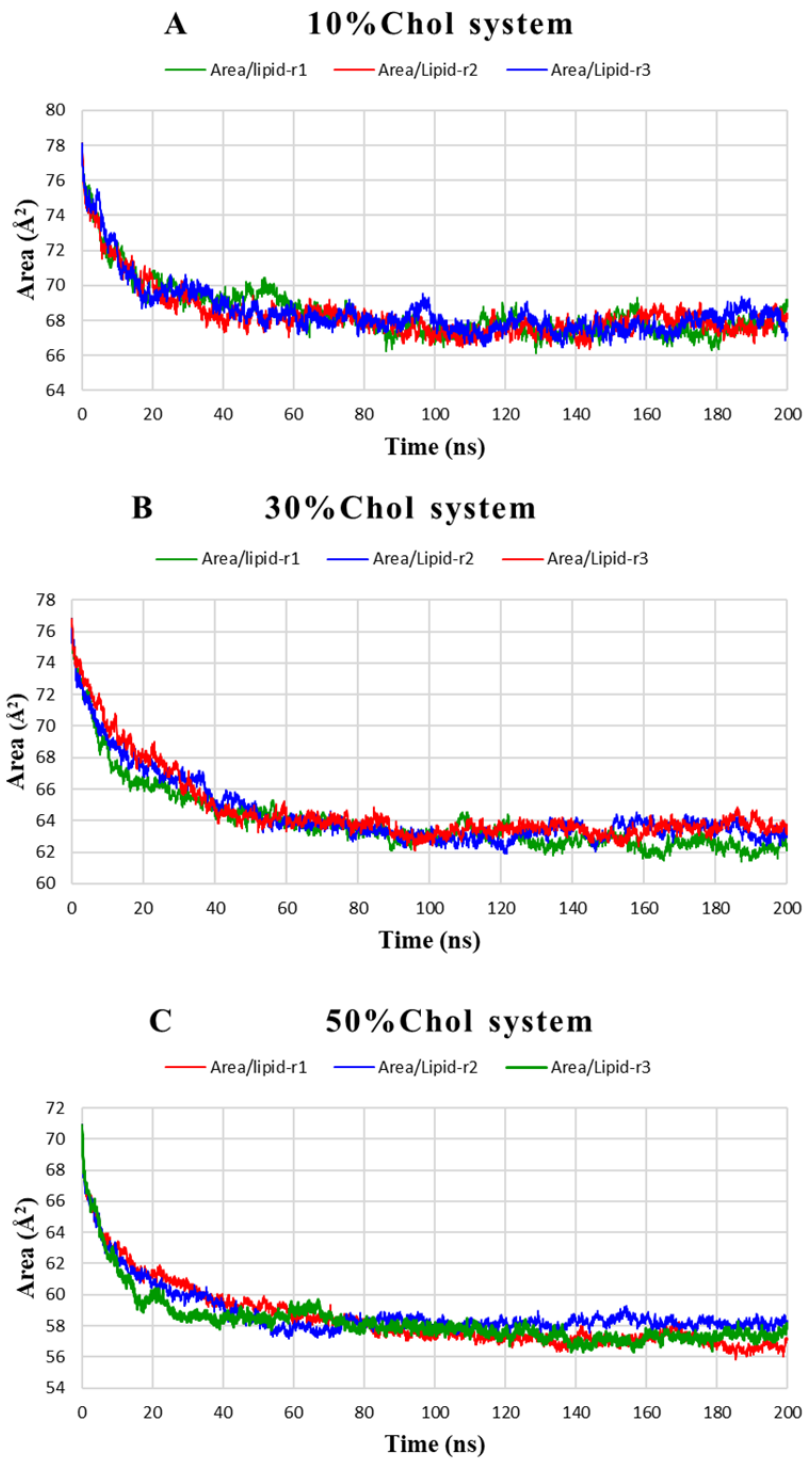 A 10%Chol system
Area/lipid-r1 Area/Lipid-r2 Area/Lipid-r3
80
78
76
74
72
70
68
66
64
Area (Å²)
0 20 40 60 80 100 120 140 160 180 200
Time (ns)
B 30%Chol system
Area/lipid-r1 Area/Lipid-r2 Area/Lipid-r3
78
76
74
72
70
68
66
64
62
60
Area (Å²)
0 20 40 60 80 100 120 140 160 180 200
Time (ns)
C 50%Chol system
Area/lipid-r1 Area/Lipid-r2 Area/Lipid-r3
72
70
68
66
64
62
60
58
56
54
Area (Å²)
0 20 40 60 80 100 120 140 160 180 200
Time (ns)